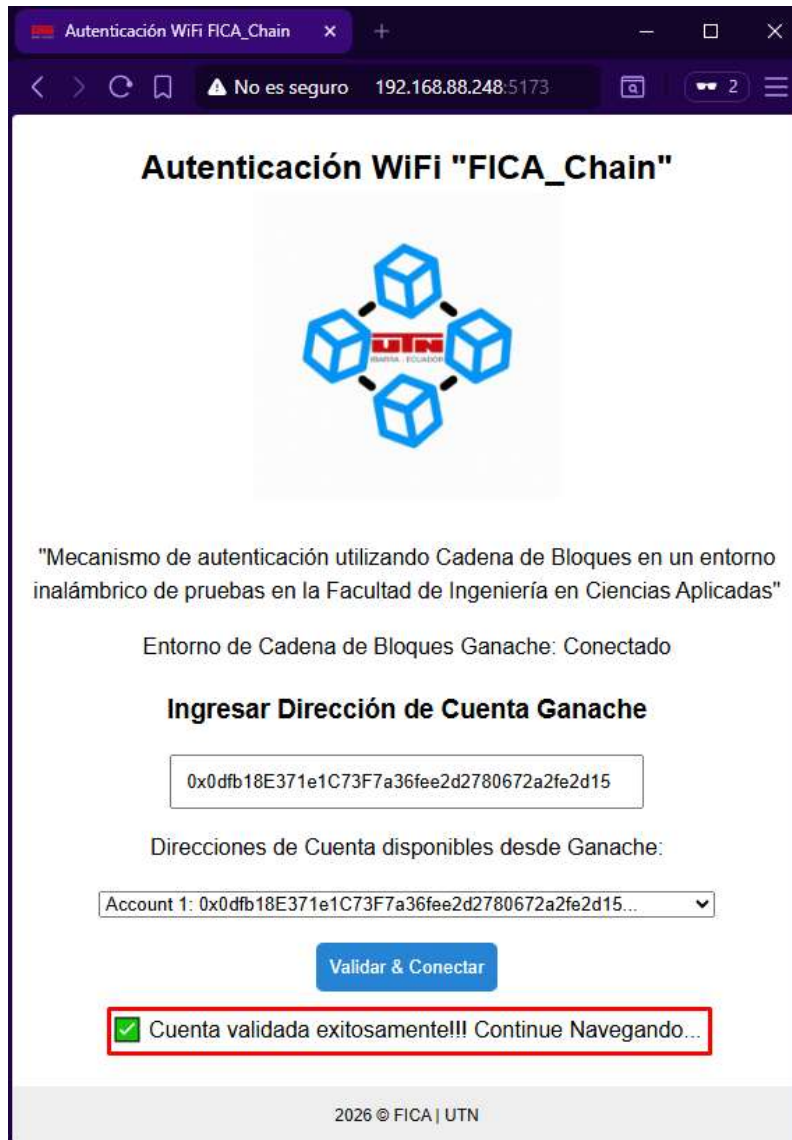 Autenticación WiFi FICA_Chain
No es seguro 192.168.88.248:5173
2
Autenticación WiFi "FICA_Chain"
UTN
IBARRA - ECUADOR
"Mecanismo de autenticación utilizando Cadena de Bloques en un entorno
inalámbrico de pruebas en la Facultad de Ingeniería en Ciencias Aplicadas"
Entorno de Cadena de Bloques Ganache: Conectado
Ingresar Dirección de Cuenta Ganache
0x0dfb18E371e1C73F7a36fee2d2780672a2fe2d15
Direcciones de Cuenta disponibles desde Ganache:
Account 1: 0x0dfb18E371e1C73F7a36fee2d2780672a2fe2d15...
Validar & Conectar
Cuenta validada exitosamente!!! Continue Navegando...
2026 © FICA | UTN